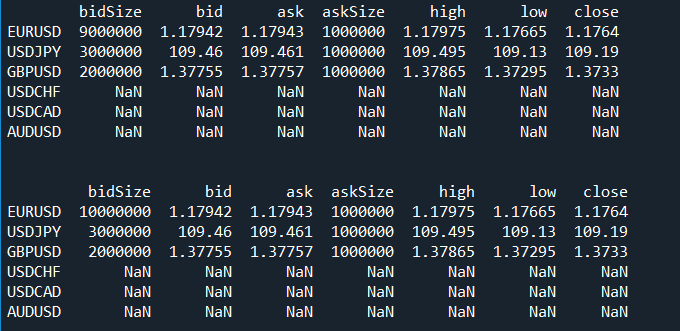 bidSize bid ask askSize high low close
EURUSD 9000000 1.17942 1.17943 1000000 1.17975 1.17665 1.1764
USDJPY 3000000 109.46 109.461 1000000 109.495 109.13 109.19
GBPUSD 2000000 1.37755 1.37757 1000000 1.37865 1.37295 1.3733
USDCHF NaN NaN NaN NaN NaN NaN NaN
USDCAD NaN NaN NaN NaN NaN NaN NaN
AUDUSD NaN NaN NaN NaN NaN NaN NaN
bidSize bid ask askSize high low close
EURUSD 10000000 1.17942 1.17943 1000000 1.17975 1.17665 1.1764
USDJPY 3000000 109.46 109.461 1000000 109.495 109.13 109.19
GBPUSD 2000000 1.37755 1.37757 1000000 1.37865 1.37295 1.3733
USDCHF NaN NaN NaN NaN NaN NaN NaN
USDCAD NaN NaN NaN NaN NaN NaN NaN
AUDUSD NaN NaN NaN NaN NaN NaN NaN